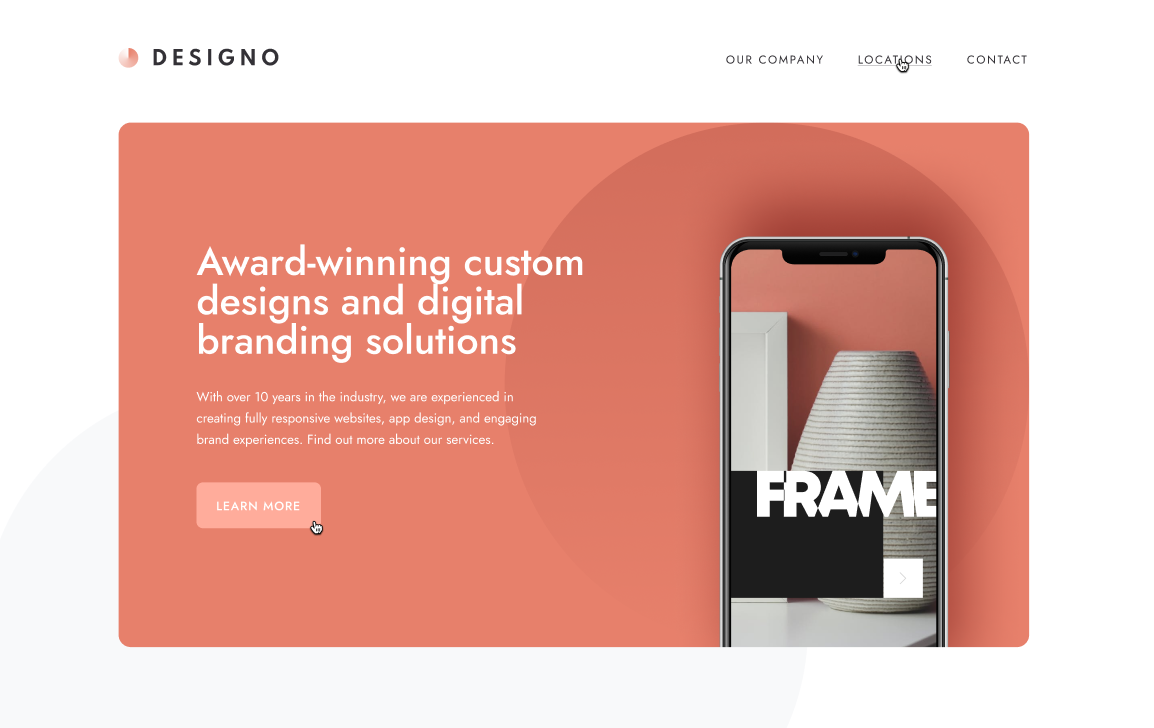 DESIGNO
OUR COMPANY
LOCATIONS
CONTACT
Award-winning custom
designs and digital
branding solutions
With over 10 years in the industry, we are experienced in
creating fully responsive websites, app design, and engaging
brand experiences. Find out more about our services.
LEARN MORE
FRAME